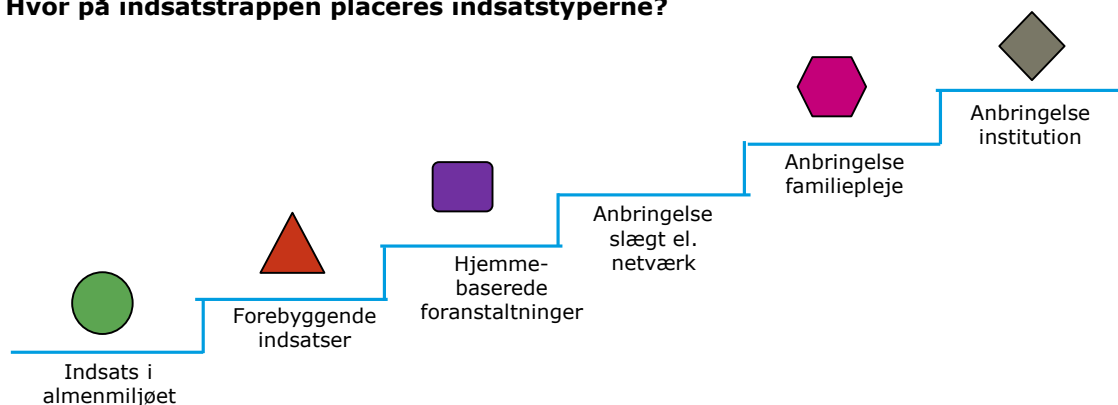 Hvor på indsatstrappen placeres indsatstyperne?
Indsats i
almenmiljøet
Forebyggende
indsatser
Hjemme-
baserede
foranstaltninger
Anbringelse
slægt el.
netværk
Anbringelse
familiepleje
Anbringelse
institution